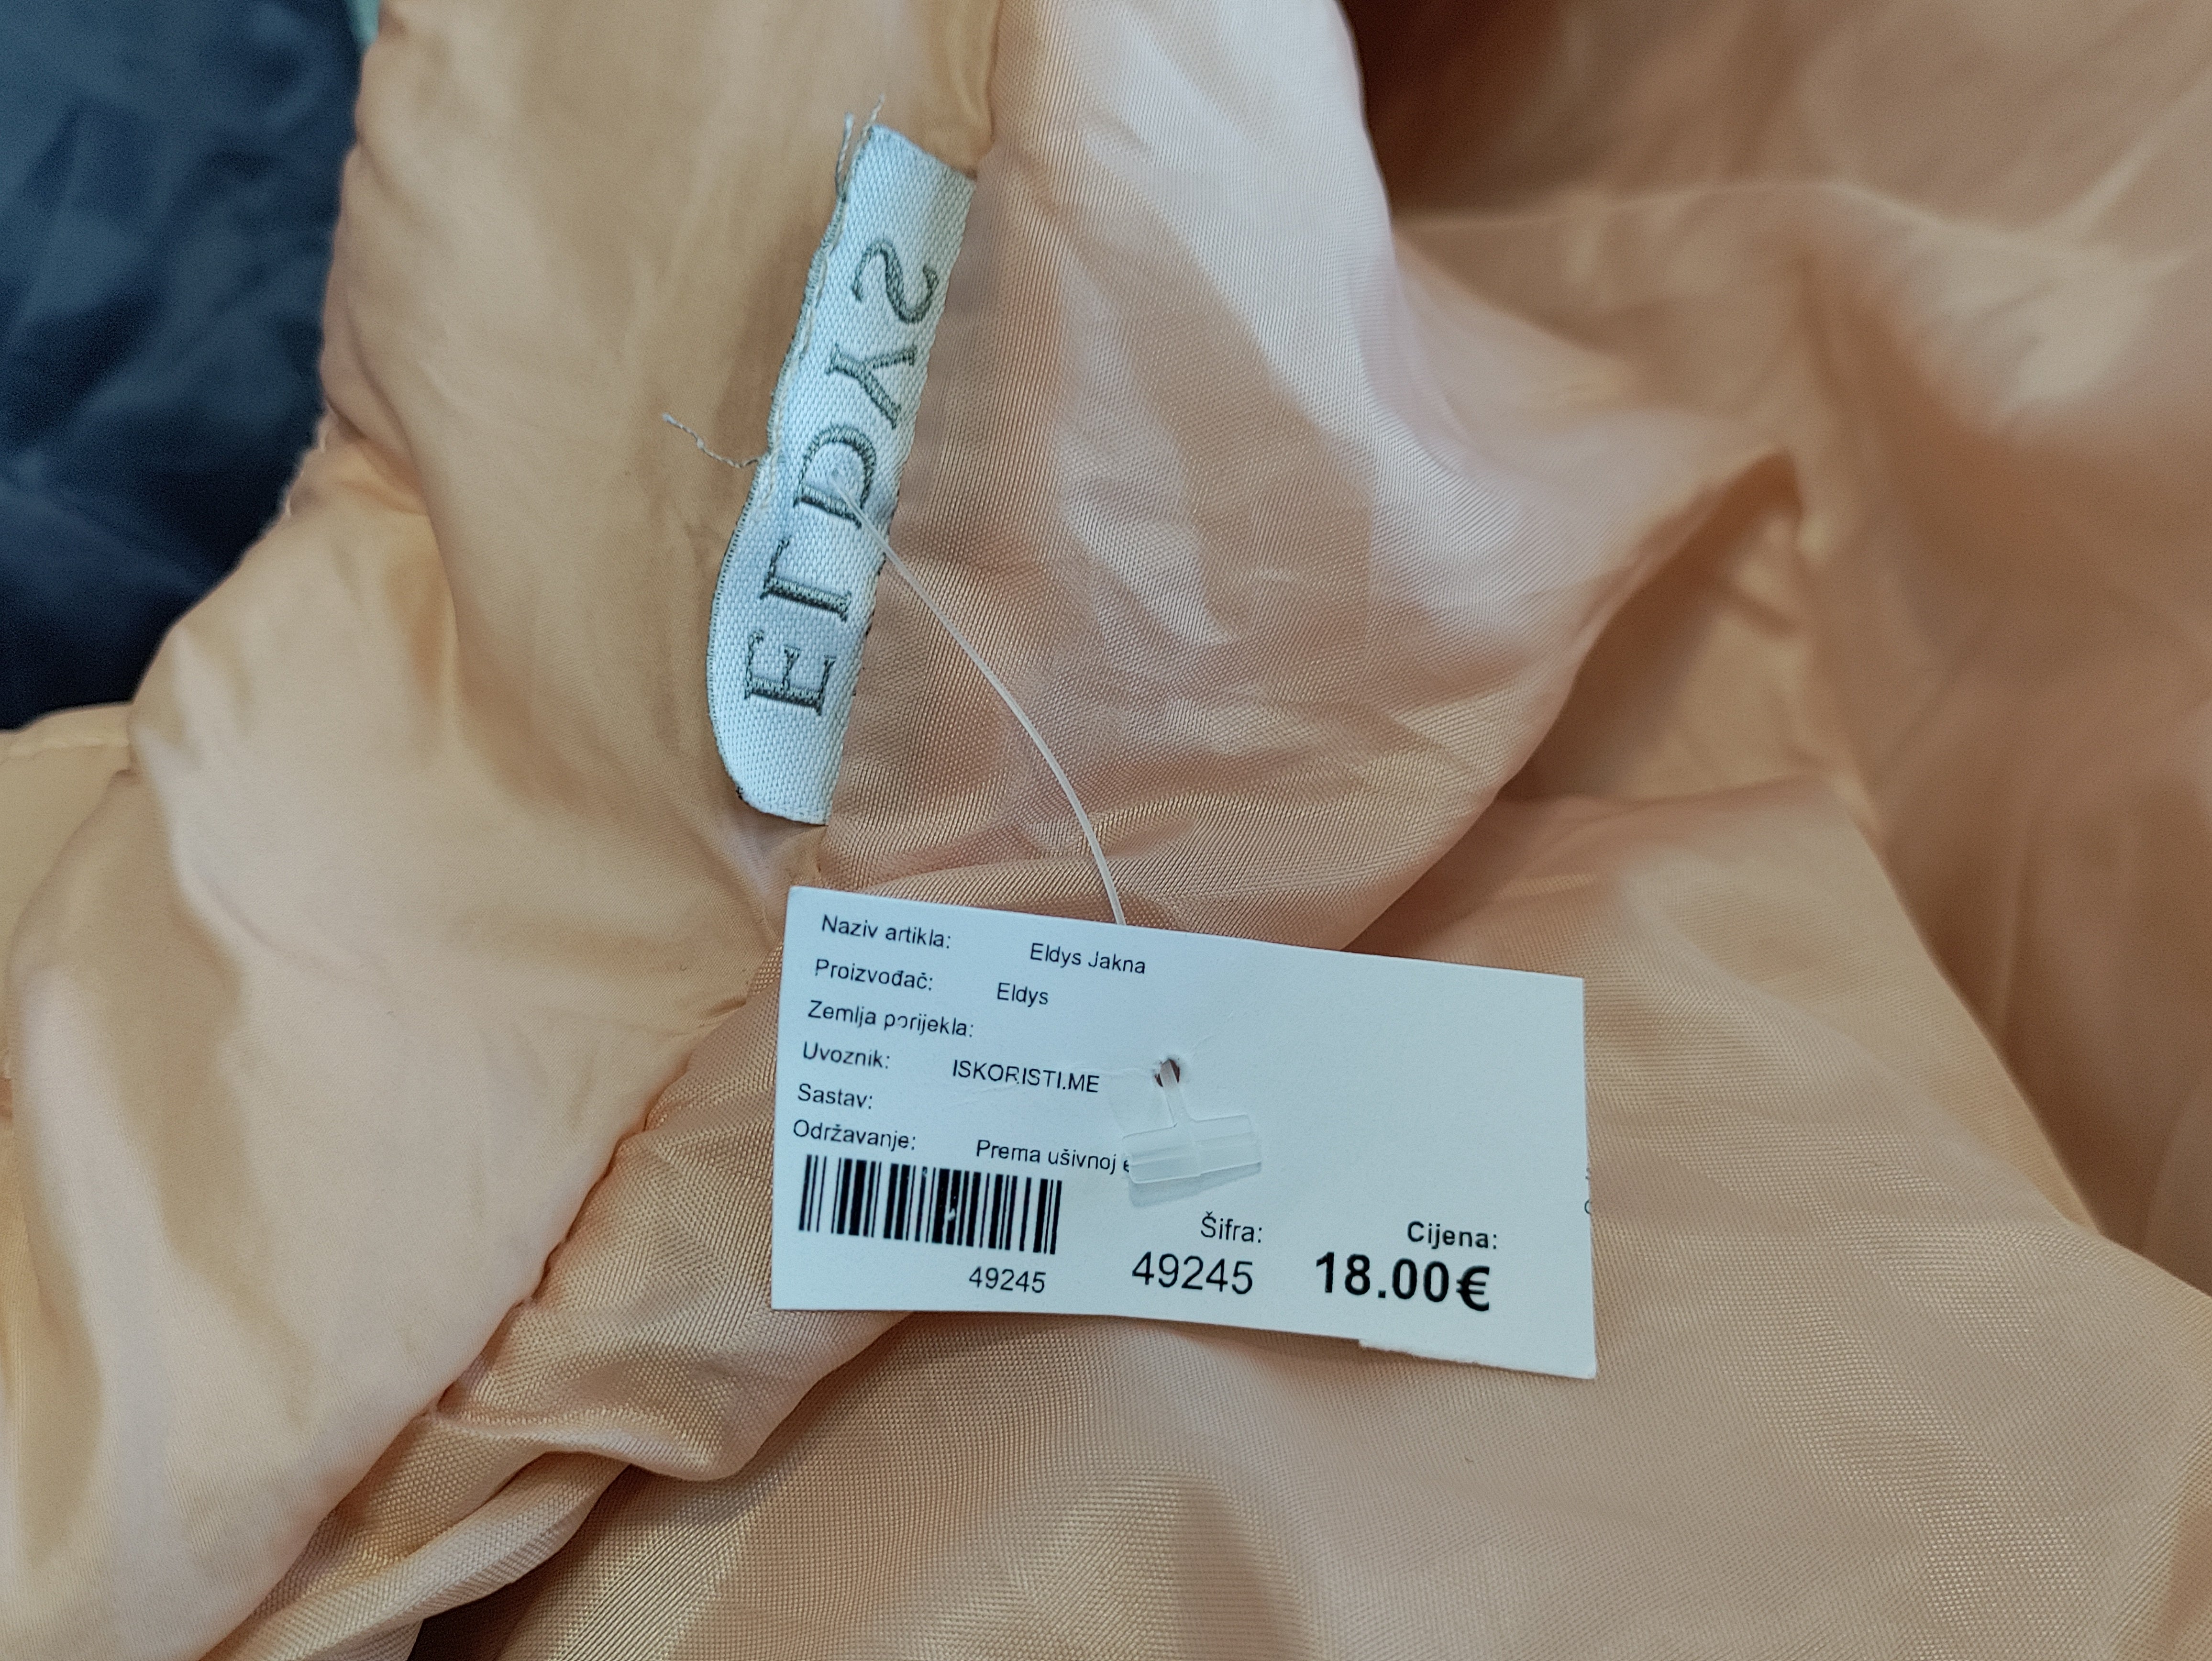 ELDYS
Naziv artikla: Eldys Jakna
Proizvođač: Eldys
Zemlja porijekla:
Uvoznik: ISKORISTI.ME
Sastav:
Održavanje: Prema ušivnoj
Šifra: Cijena:
49245 49245 18.00€